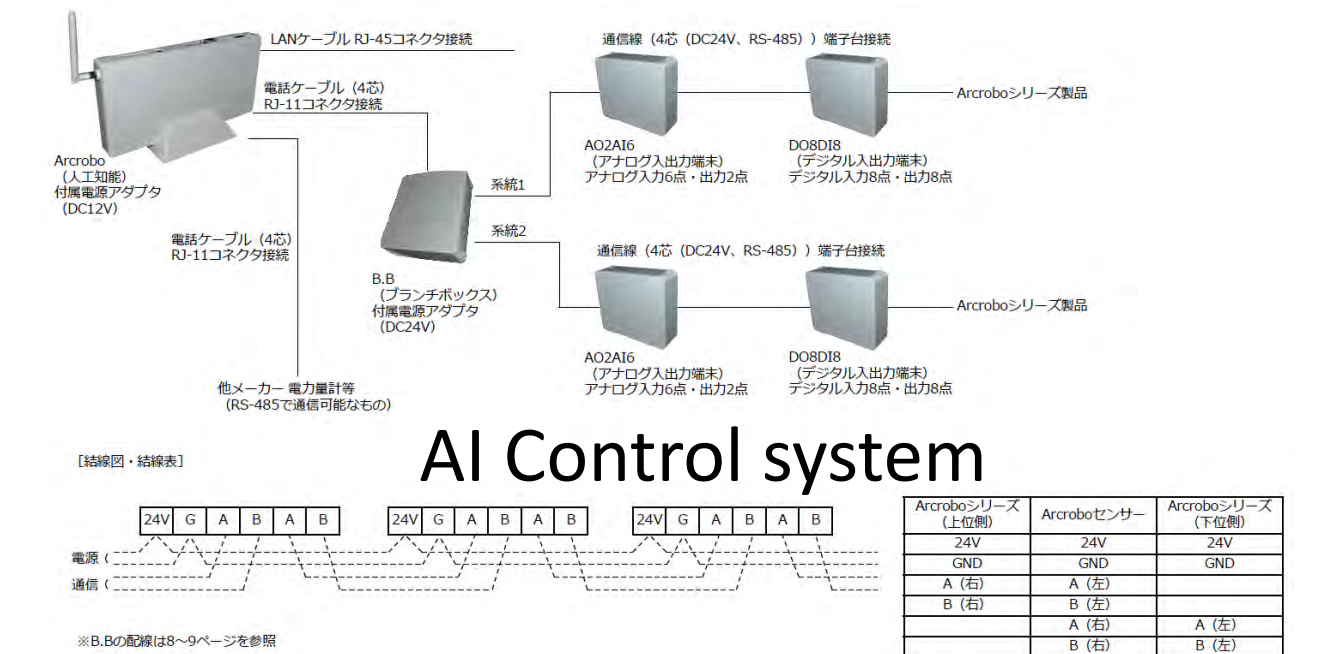 LANケーブル RJ-45コネクタ接続
電話ケーブル（4芯）
RJ-11コネクタ接続
Arcrobo
（人工知能）
付属電源アダプタ
（DC12V）
電話ケーブル（4芯）
RJ-11コネクタ接続
他メーカー 電力量計等
（RS-485で通信可能なもの）
B.B
（ブランチボックス）
付属電源アダプタ
（DC24V）
系統1
系統2
通信線（4芯（DC24V、RS-485））端子台接続
AO2AI6
（アナログ入出力端末）
アナログ入力6点・出力2点
DO8DI8
（デジタル入出力端末）
デジタル入力8点・出力8点
Arcroboシリーズ製品
通信線（4芯（DC24V、RS-485））端子台接続
AO2AI6
（アナログ入出力端末）
アナログ入力6点・出力2点
DO8DI8
（デジタル入出力端末）
デジタル入力8点・出力8点
Arcroboシリーズ製品
AI Control system
［結線図・結線表］
24V G A B A B
24V G A B A B
24V G A B A B
電源（
通信（
※B.Bの配線は8～9ページを参照
Arcroboシリーズ（上位側） Arcroboセンサー Arcroboシリーズ（下位側）
24V 24V 24V
GND GND GND
A（右） A（左）
B（右） B（左）
A（右） A（左）
B（右） B（左）